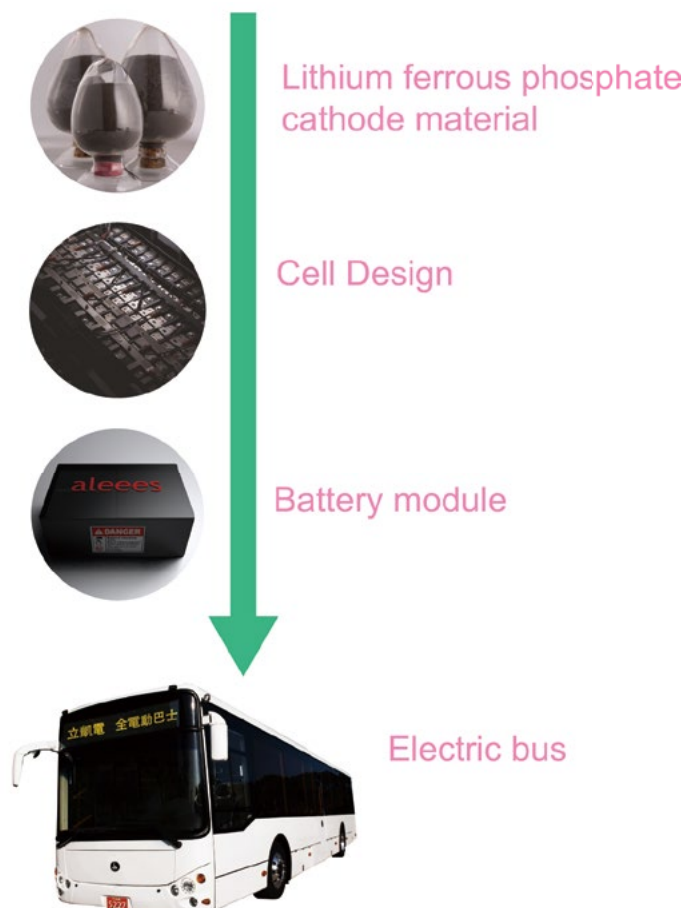 Lithium ferrous phosphate
cathode material
Cell Design
aleees
DANGER
Battery module
立凱電 全電動巴士
Electric bus